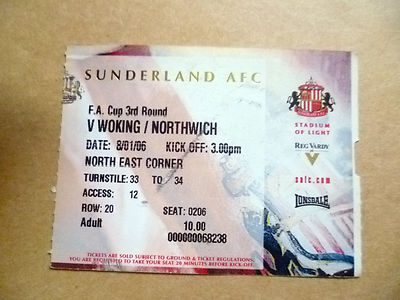 SUNDERLAND AFC
F.A. Cup 3rd Round
V WOKING / NORTHWICH
DATE: 8/01/06 KICK OFF: 3.00pm
NORTH EAST CORNER
TURNSTILE: 33 TO 34
ACCESS: 12
ROW: 20 SEAT: 0206
Adult 10.00
000000068238
TICKETS ARE SOLD SUBJECT TO GROUND & TICKET REGULATIONS.
YOU ARE REQUESTED TO TAKE YOUR SEAT 20 MINUTES BEFORE KICK-OFF.
STADIUM
OF LIGHT
REG VARDY
V
safc.com
LONSDALE